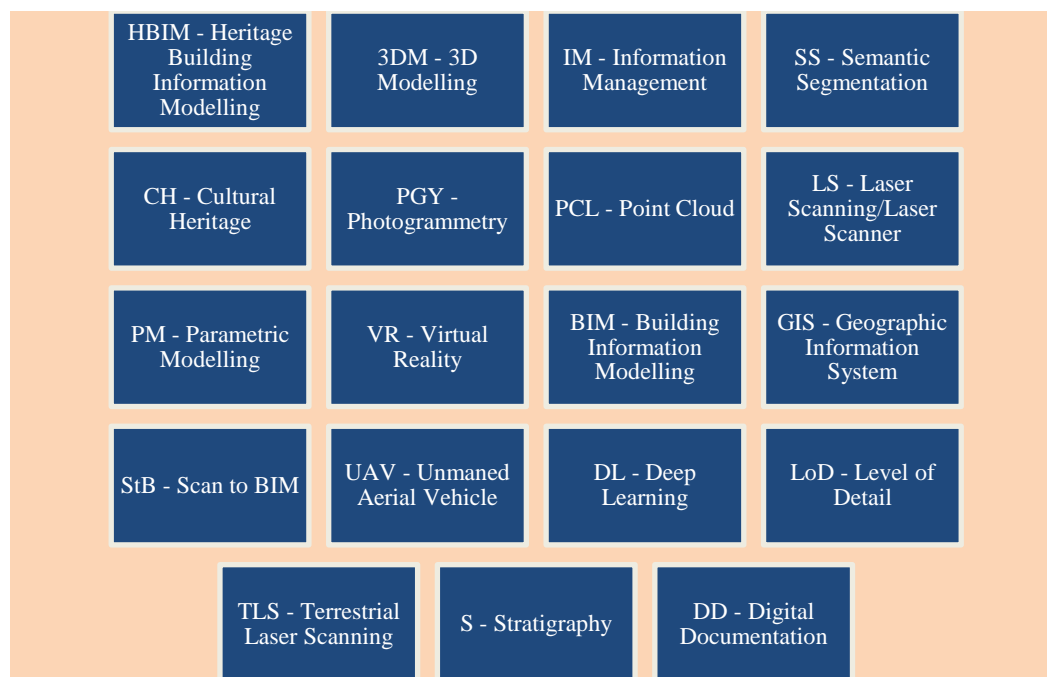 HBIM - Heritage
Building
Information
Modelling
3DM - 3D
Modelling
IM - Information
Management
SS - Semantic
Segmentation
CH - Cultural
Heritage
PGY -
Photogrammetry
PCL - Point Cloud
LS - Laser
Scanning/Laser
Scanner
PM - Parametric
Modelling
VR - Virtual
Reality
BIM - Building
Information
Modelling
GIS - Geographic
Information
System
StB - Scan to BIM
UAV - Unmaned
Aerial Vehicle
DL - Deep
Learning
LoD - Level of
Detail
TLS - Terrestrial
Laser Scanning
S - Stratigraphy
DD - Digital
Documentation